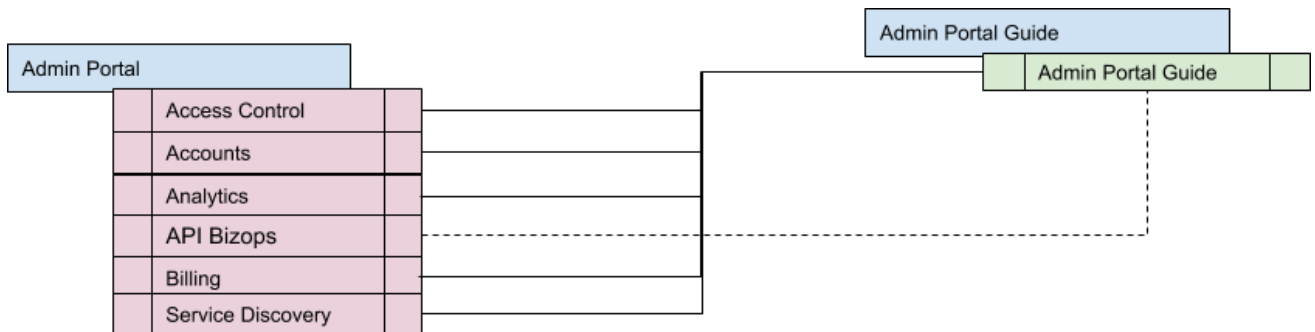 Admin Portal Guide
Admin Portal
Admin Portal Guide
Access Control
Accounts
Analytics
API Bizops
Billing
Service Discovery